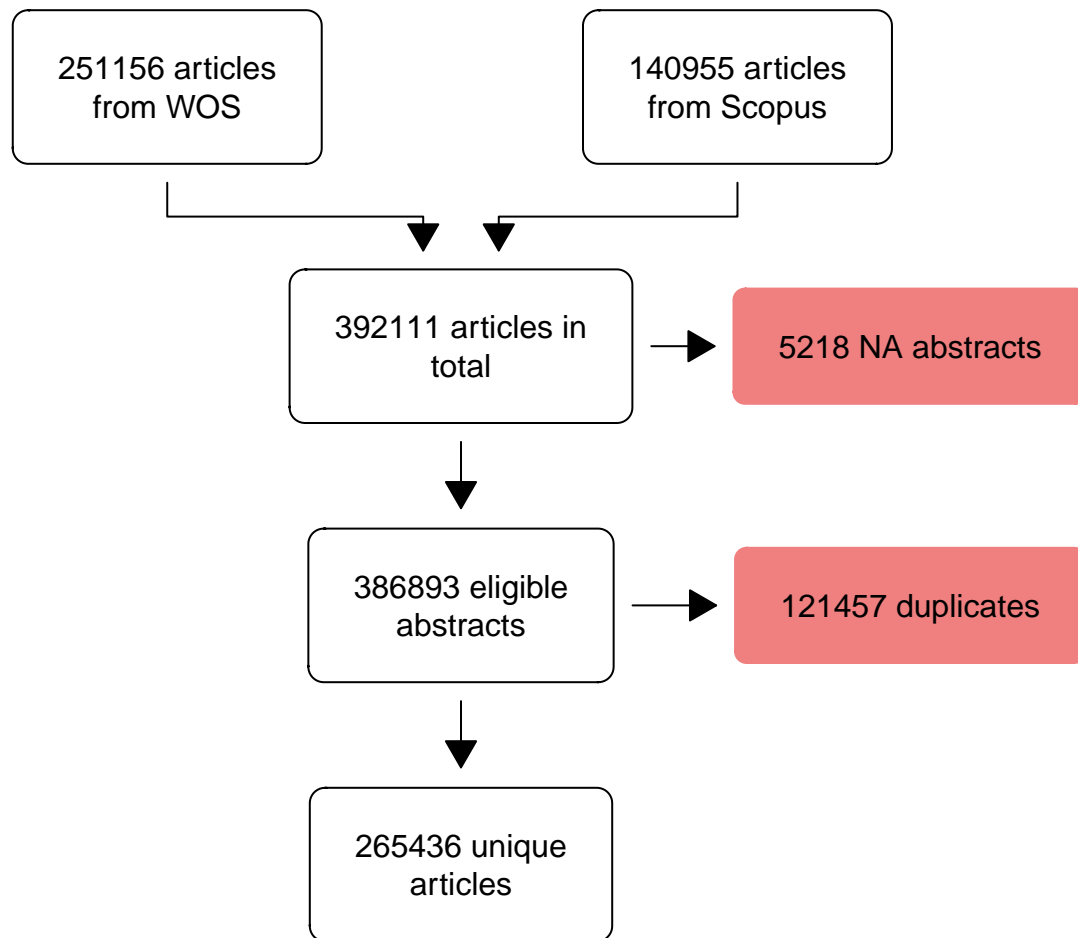 251156 articles
from WOS
140955 articles
from Scopus
392111 articles in
total
5218 NA abstracts
386893 eligible
abstracts
121457 duplicates
265436 unique
articles